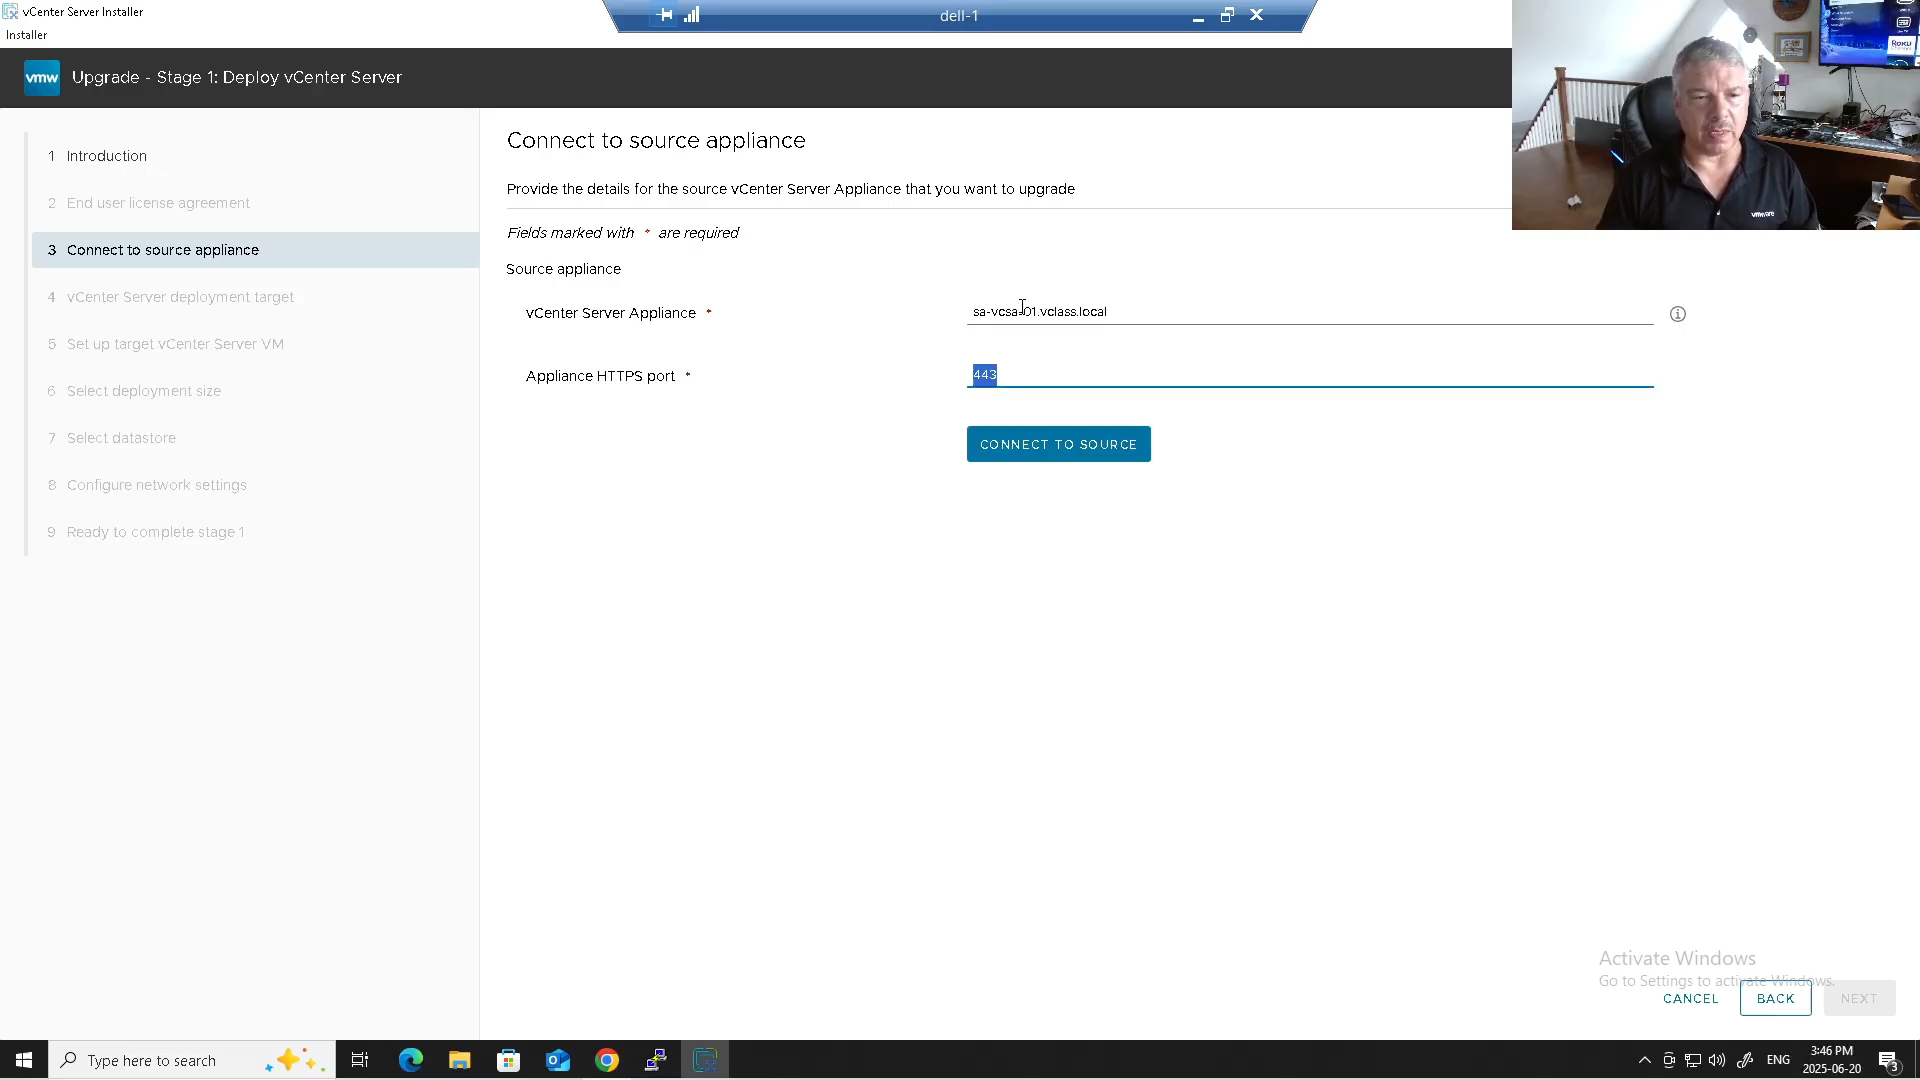 vCenter Server Installer
Installer
dell-1
vmw
Upgrade - Stage 1: Deploy vCenter Server
1 Introduction
2 End user license agreement
3 Connect to source appliance
4 vCenter Server deployment target
5 Set up target vCenter Server VM
6 Select deployment size
7 Select datastore
8 Configure network settings
9 Ready to complete stage 1
Connect to source appliance
Provide the details for the source vCenter Server Appliance that you want to upgrade
Fields marked with * are required
Source appliance
vCenter Server Appliance *
sa-vcsa-01.vclass.local
Appliance HTTPS port *
443
CONNECT TO SOURCE
Roku
vmware
Activate Windows
Go to Settings to activate Windows.
CANCEL
BACK
NEXT
Type here to search
ENG
3:46 PM
2025-06-20
3